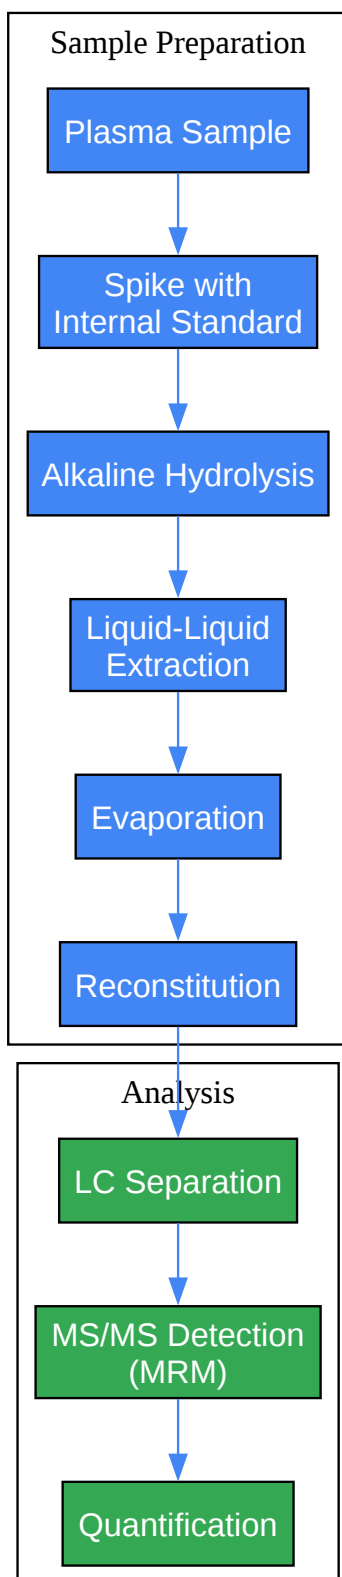 Sample Preparation
Plasma Sample
Spike with
Internal Standard
Alkaline Hydrolysis
Liquid-Liquid
Extraction
Evaporation
Reconstitution
Analysis
LC Separation
MS/MS Detection
(MRM)
Quantification